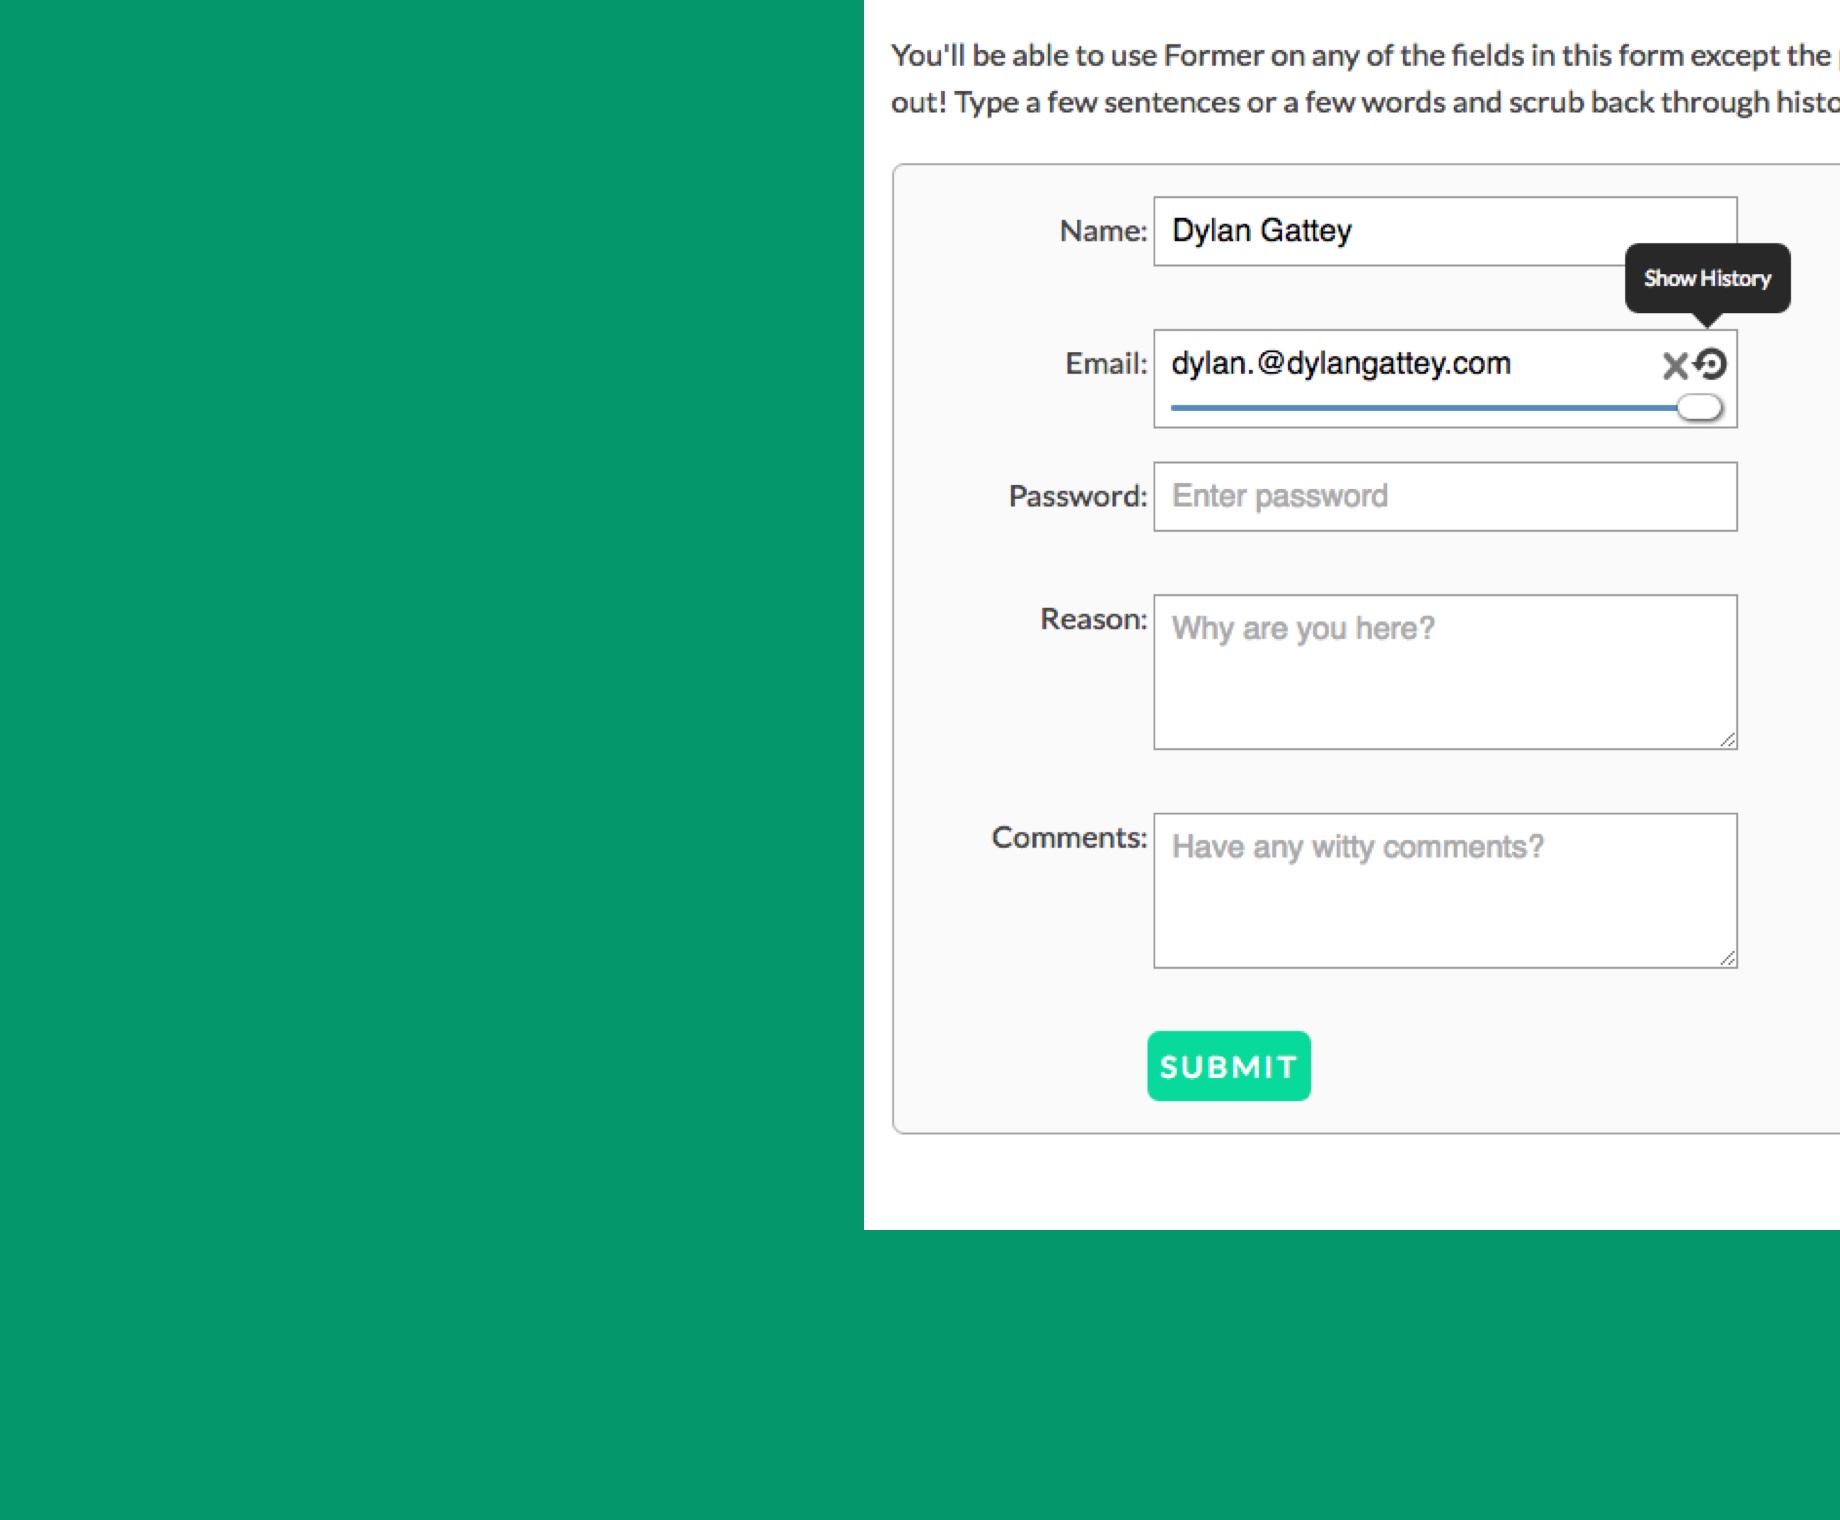 You'll be able to use Former on any of the fields in this form except the
out! Type a few sentences or a few words and scrub back through histo
Name: Dylan Gattey
Show History
Email: dylan.@dylangattey.com
Password: Enter password
Reason: Why are you here?
Comments: Have any witty comments?
SUBMIT